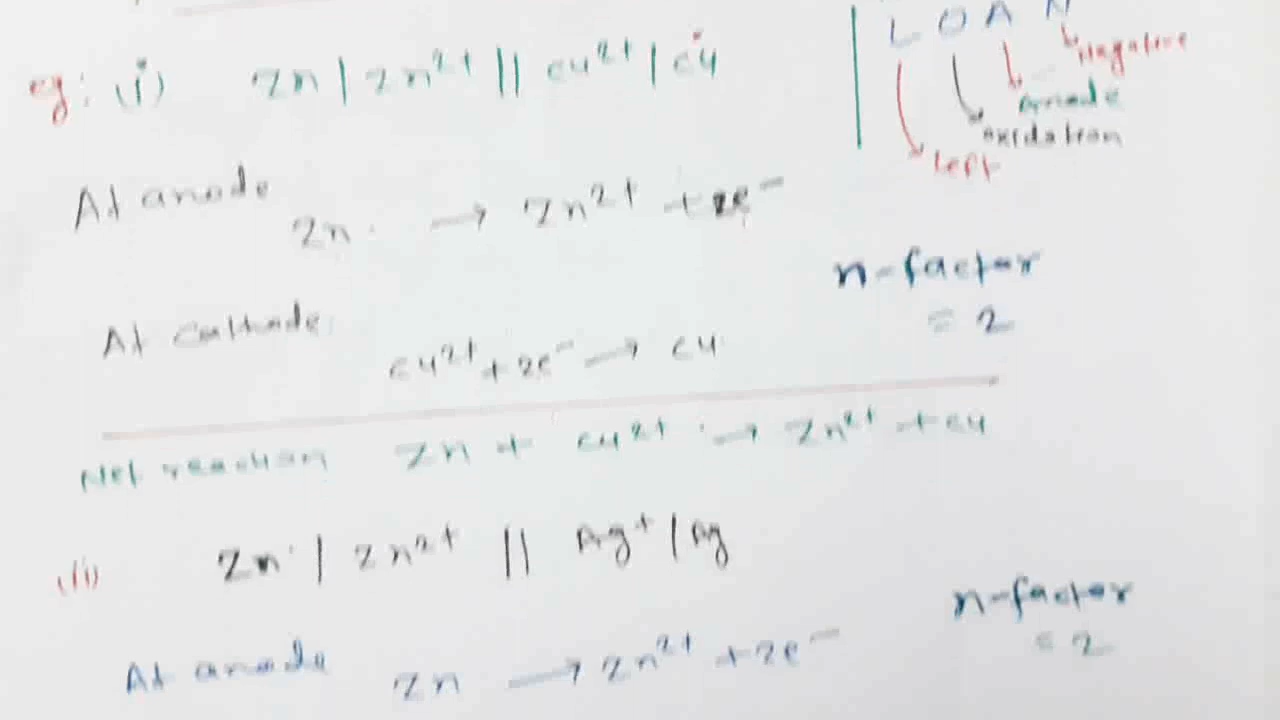 eg: (i) Zn | Zn²⁺ || Cu²⁺ | Cu
L O A N
Negative
Anode
oxidation
Left
At anode
Zn → Zn²⁺ + 2e⁻
n-factor
= 2
At cathode
Cu²⁺ + 2e⁻ → Cu
Net reaction Zn + Cu²⁺ → Zn²⁺ + Cu
(ii) Zn | Zn²⁺ || Ag⁺ | Ag
n-factor
= 2
At anode Zn → Zn²⁺ + 2e⁻